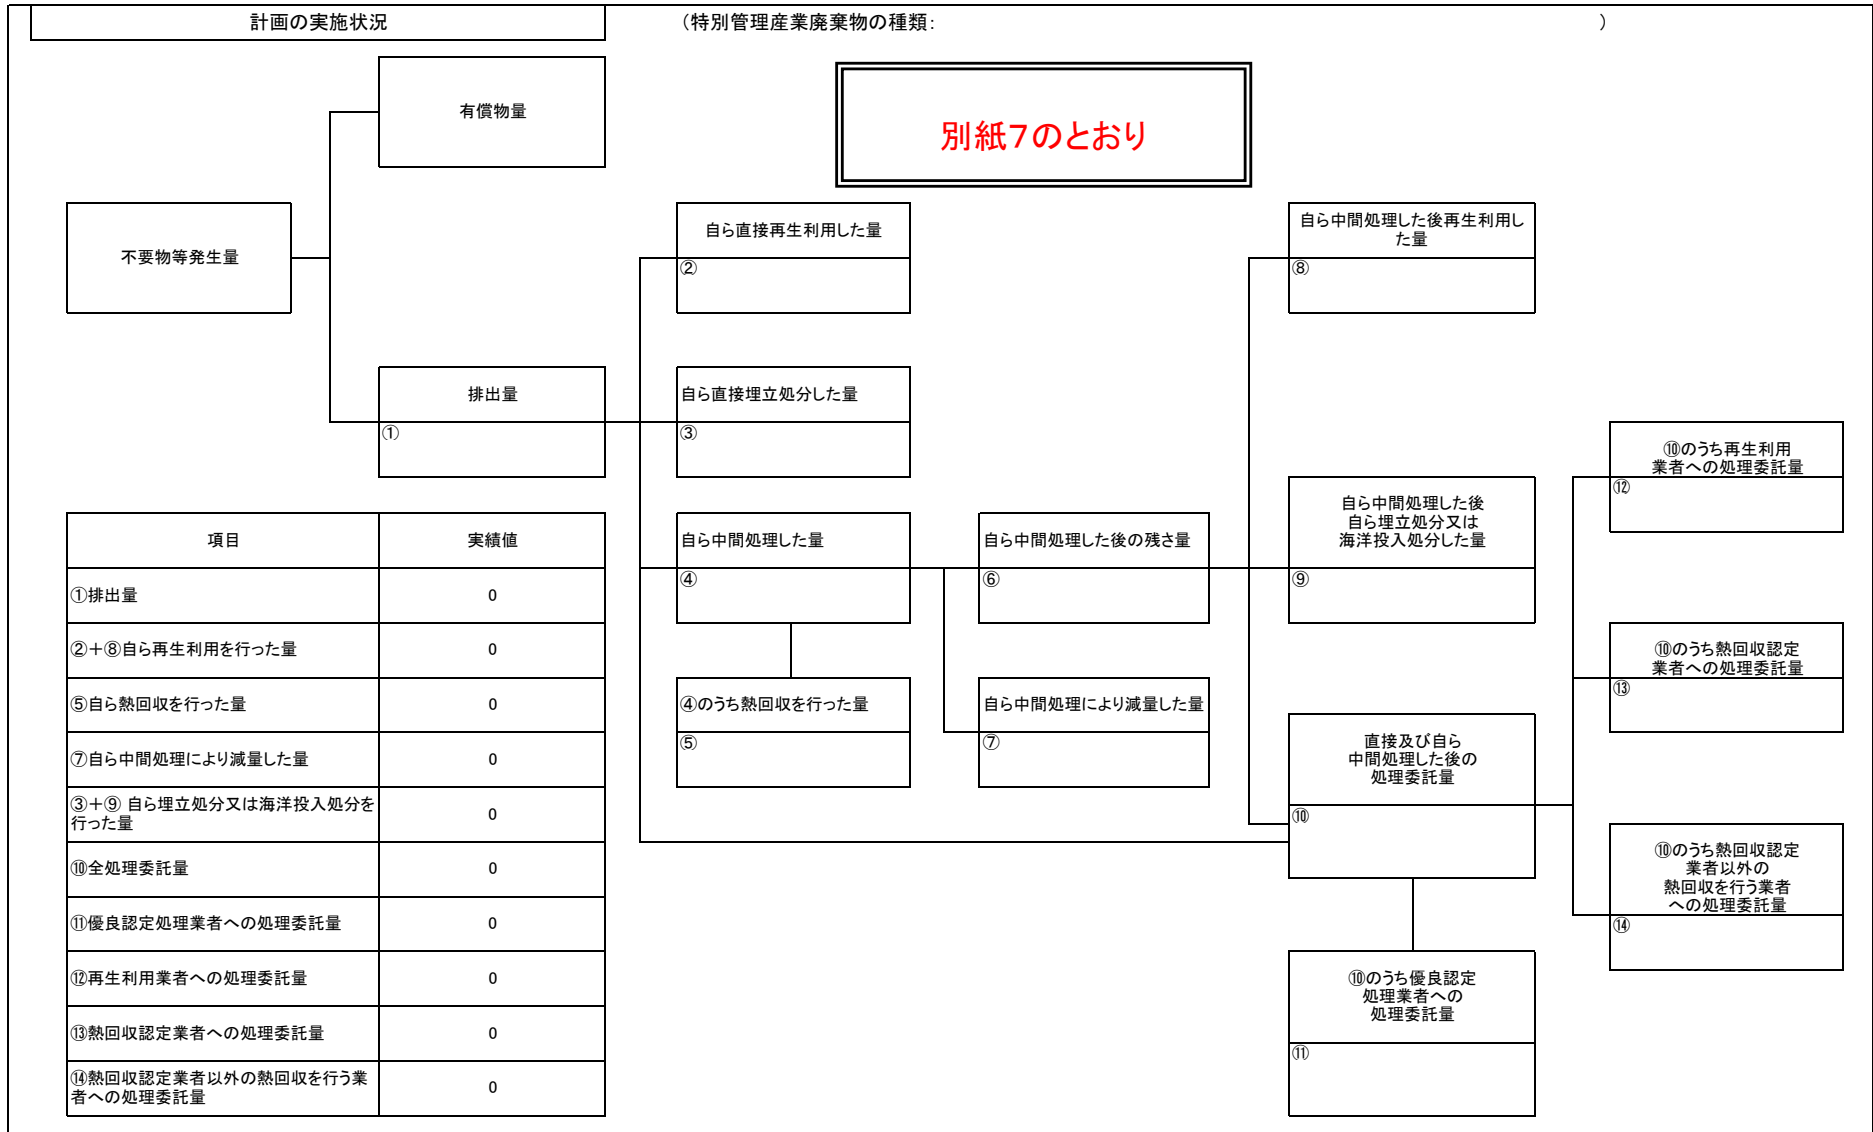 計画の実施状況
（特別管理産業廃棄物の種類：　　　　　　　　　　）
有償物量
別紙７のとおり
不要物等発生量
自ら直接再生利用した量
②
自ら中間処理した後再生利用し
た量
⑧
排出量
①
自ら直接埋立処分した量
③
⑩のうち再生利用
業者への処理委託量
⑫
自ら中間処理した量
④
自ら中間処理した後の残さ量
⑥
自ら中間処理した後
自ら埋立処分又は
海洋投入処分した量
⑨
⑩のうち熱回収認定
業者への処理委託量
⑬
④のうち熱回収を行った量
⑤
自ら中間処理により減量した量
⑦
直接及び自ら
中間処理した後の
処理委託量
⑩
⑩のうち熱回収認定
業者以外の
熱回収を行う業者
への処理委託量
⑭
⑩のうち優良認定
処理業者への
処理委託量
⑪
項目　実績値
①排出量　0
②＋⑧自ら再生利用を行った量　0
⑤自ら熱回収を行った量　0
⑦自ら中間処理により減量した量　0
③＋⑨ 自ら埋立処分又は海洋投入処分を
行った量　0
⑩全処理委託量　0
⑪優良認定処理業者への処理委託量　0
⑫再生利用業者への処理委託量　0
⑬熱回収認定業者への処理委託量　0
⑭熱回収認定業者以外の熱回収を行う業
者への処理委託量　0